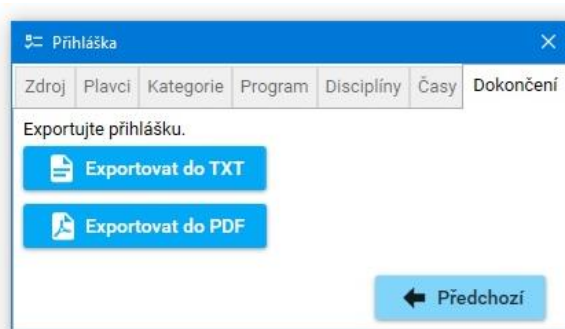 Přihláška
Zdroj Plavci Kategorie Program Disciplíny Časy Dokončení
Exportujte přihlášku.
Exportovat do TXT
Exportovat do PDF
Předchozí